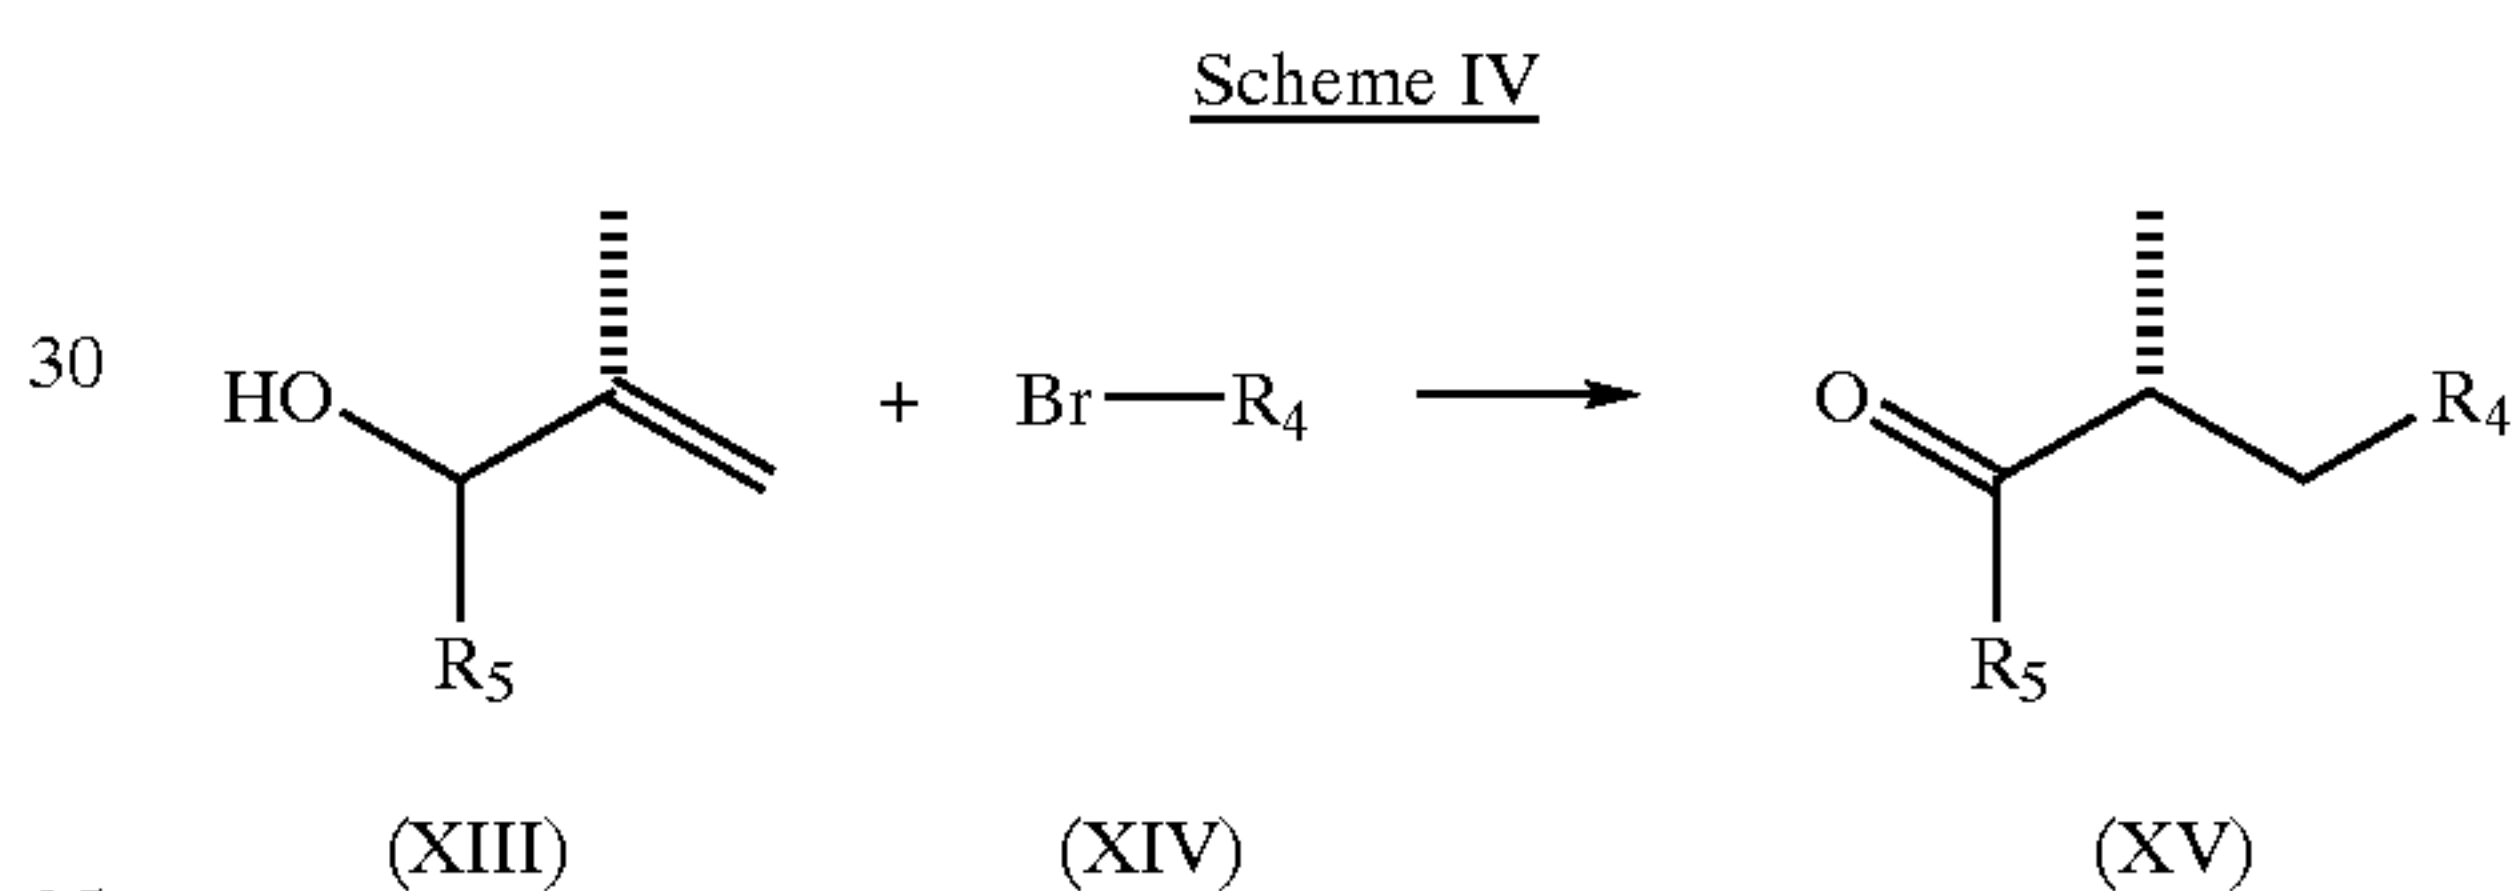 Scheme IV
30 HO + Br R4 O R4
R5 R5
(XIII) (XIV) (XV)